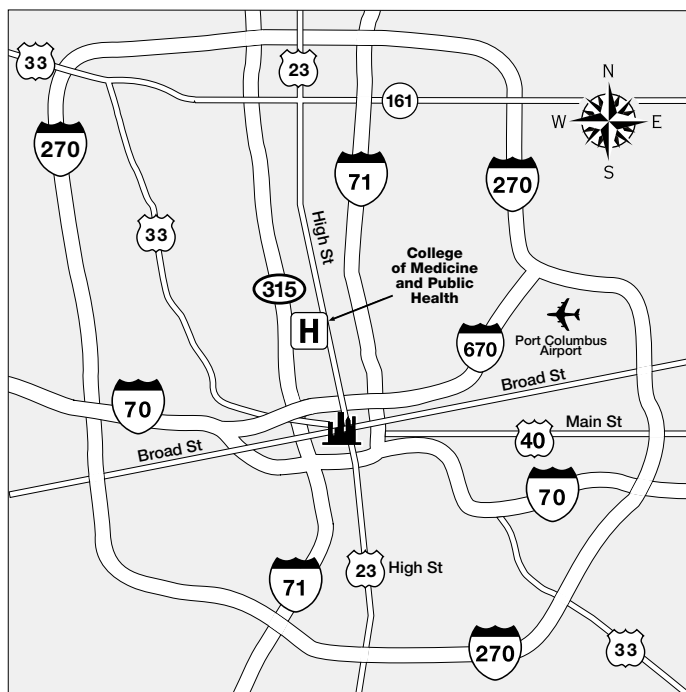 33
23
161
N
W
E
S
270
71
270
33
High St
College
of Medicine
and Public
Health
315
H
670
Port Columbus
Airport
Broad St
70
Main St
40
Broad St
70
23
High St
71
33
270